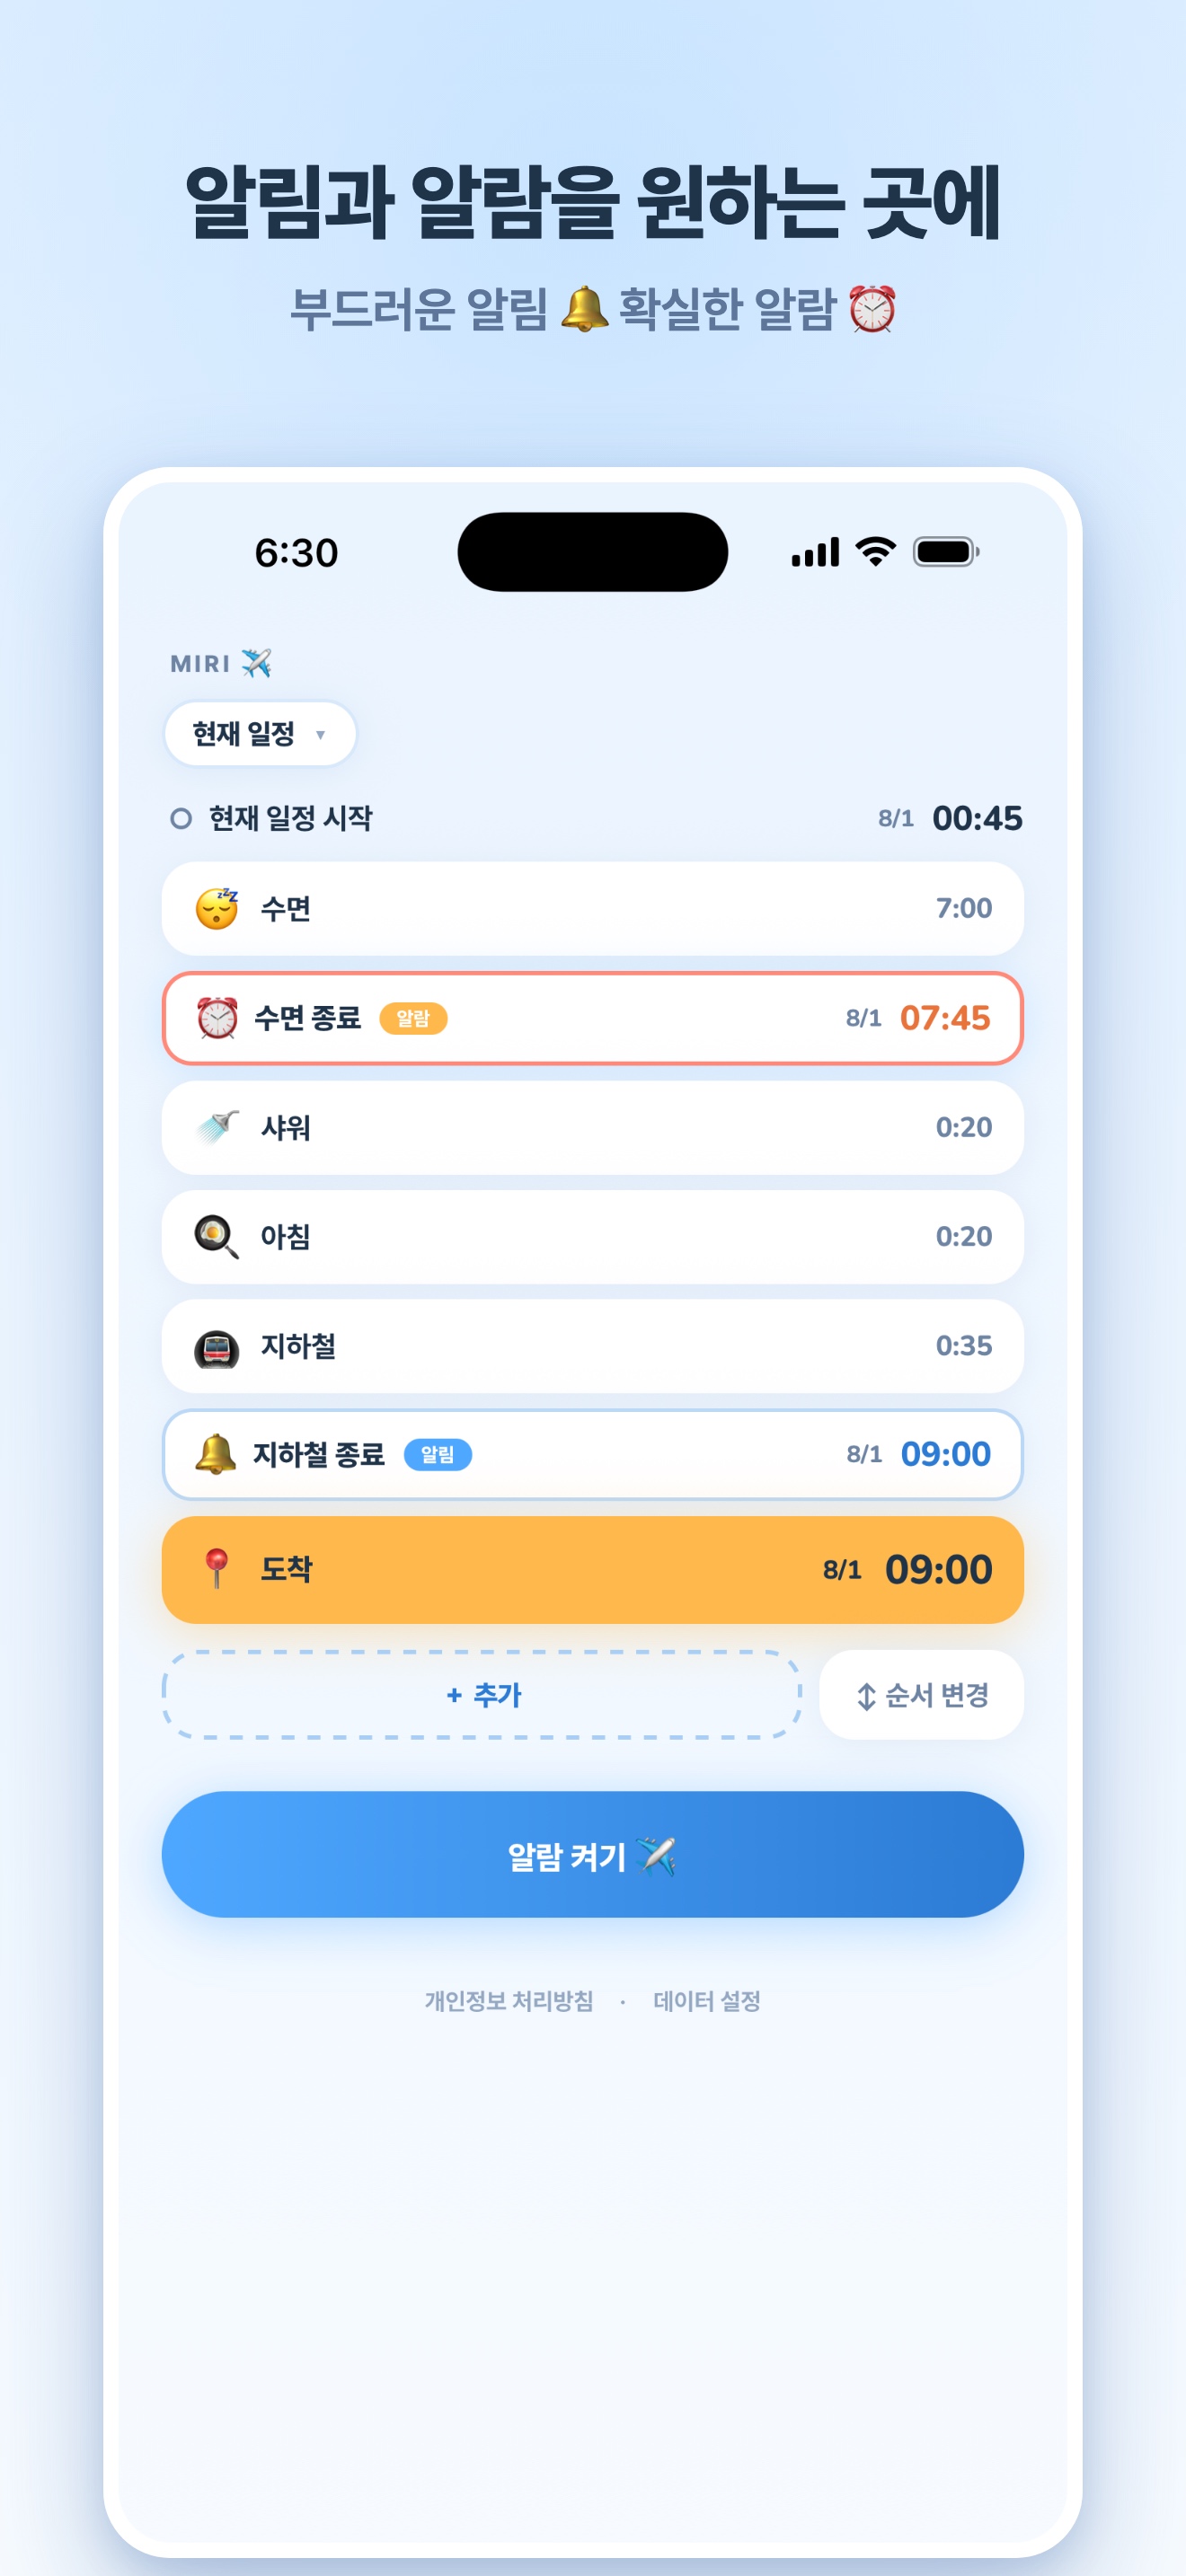 알림과 알람을 원하는 곳에
부드러운 알림 🔔 확실한 알람 ⏰
6:30
MIRI ✈️
현재 일정 ▼
현재 일정 시작 8/1 00:45
😴 수면 7:00
⏰ 수면 종료 알람 8/1 07:45
🚿 샤워 0:20
🍳 아침 0:20
🚇 지하철 0:35
🔔 지하철 종료 알림 8/1 09:00
📍 도착 8/1 09:00
+ 추가
↕ 순서 변경
알람 켜기 ✈️
개인정보 처리방침 · 데이터 설정